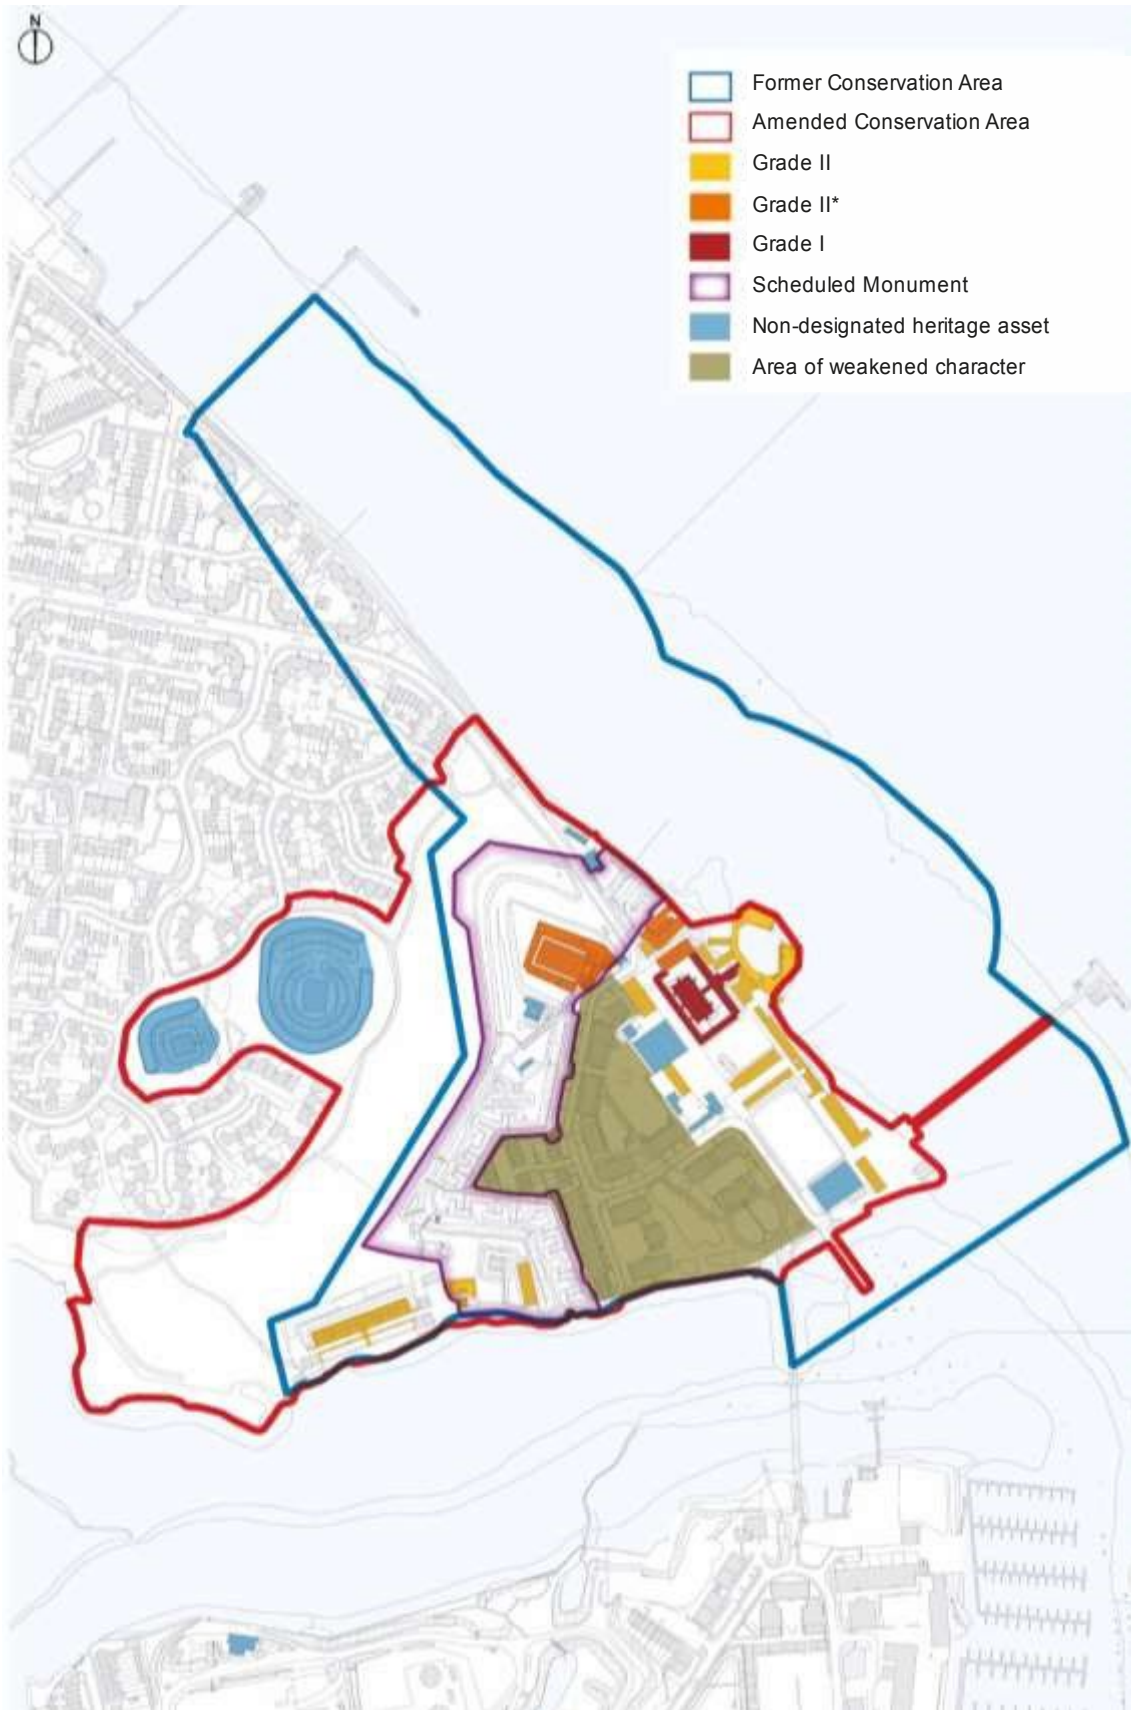 N
Former Conservation Area
Amended Conservation Area
Grade II
Grade II*
Grade I
Scheduled Monument
Non-designated heritage asset
Area of weakened character